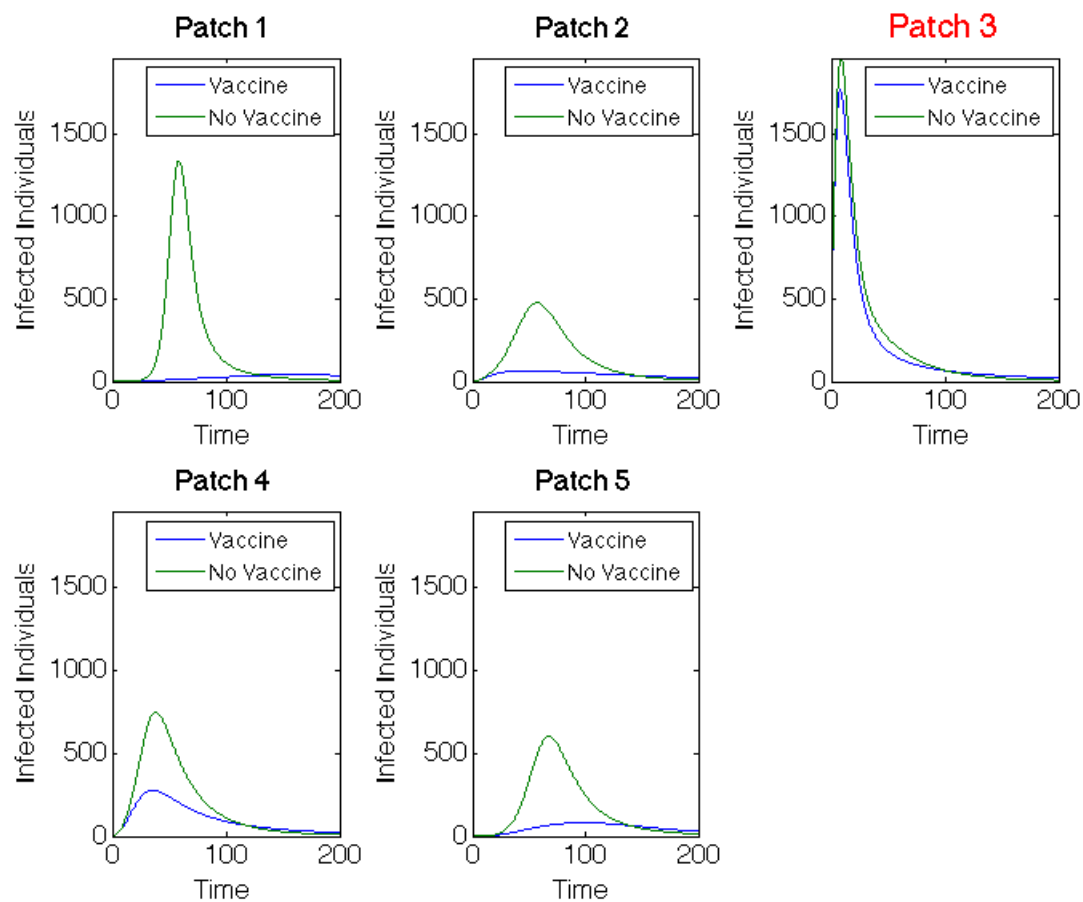 Patch 1
Vaccine
No Vaccine
Infected Individuals
1500
1000
500
0
0
100
200
Time
Patch 2
Vaccine
No Vaccine
Infected Individuals
1500
1000
500
0
0
100
200
Time
Patch 3
Vaccine
No Vaccine
Infected Individuals
1500
1000
500
0
0
100
200
Time
Patch 4
Vaccine
No Vaccine
Infected Individuals
1500
1000
500
0
0
100
200
Time
Patch 5
Vaccine
No Vaccine
Infected Individuals
1500
1000
500
0
0
100
200
Time